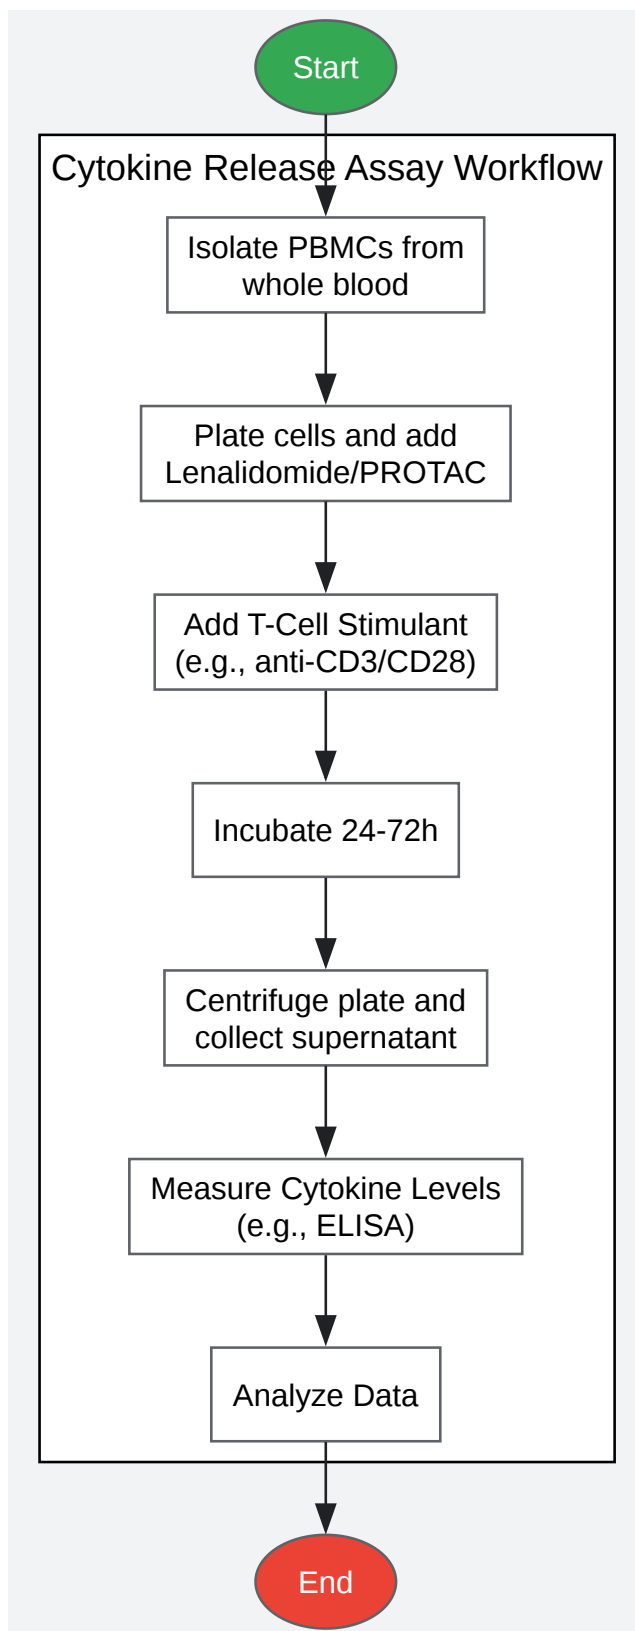 Start
Cytokine Release Assay Workflow
Isolate PBMCs from
whole blood
Plate cells and add
Lenalidomide/PROTAC
Add T-Cell Stimulant
(e.g., anti-CD3/CD28)
Incubate 24-72h
Centrifuge plate and
collect supernatant
Measure Cytokine Levels
(e.g., ELISA)
Analyze Data
End